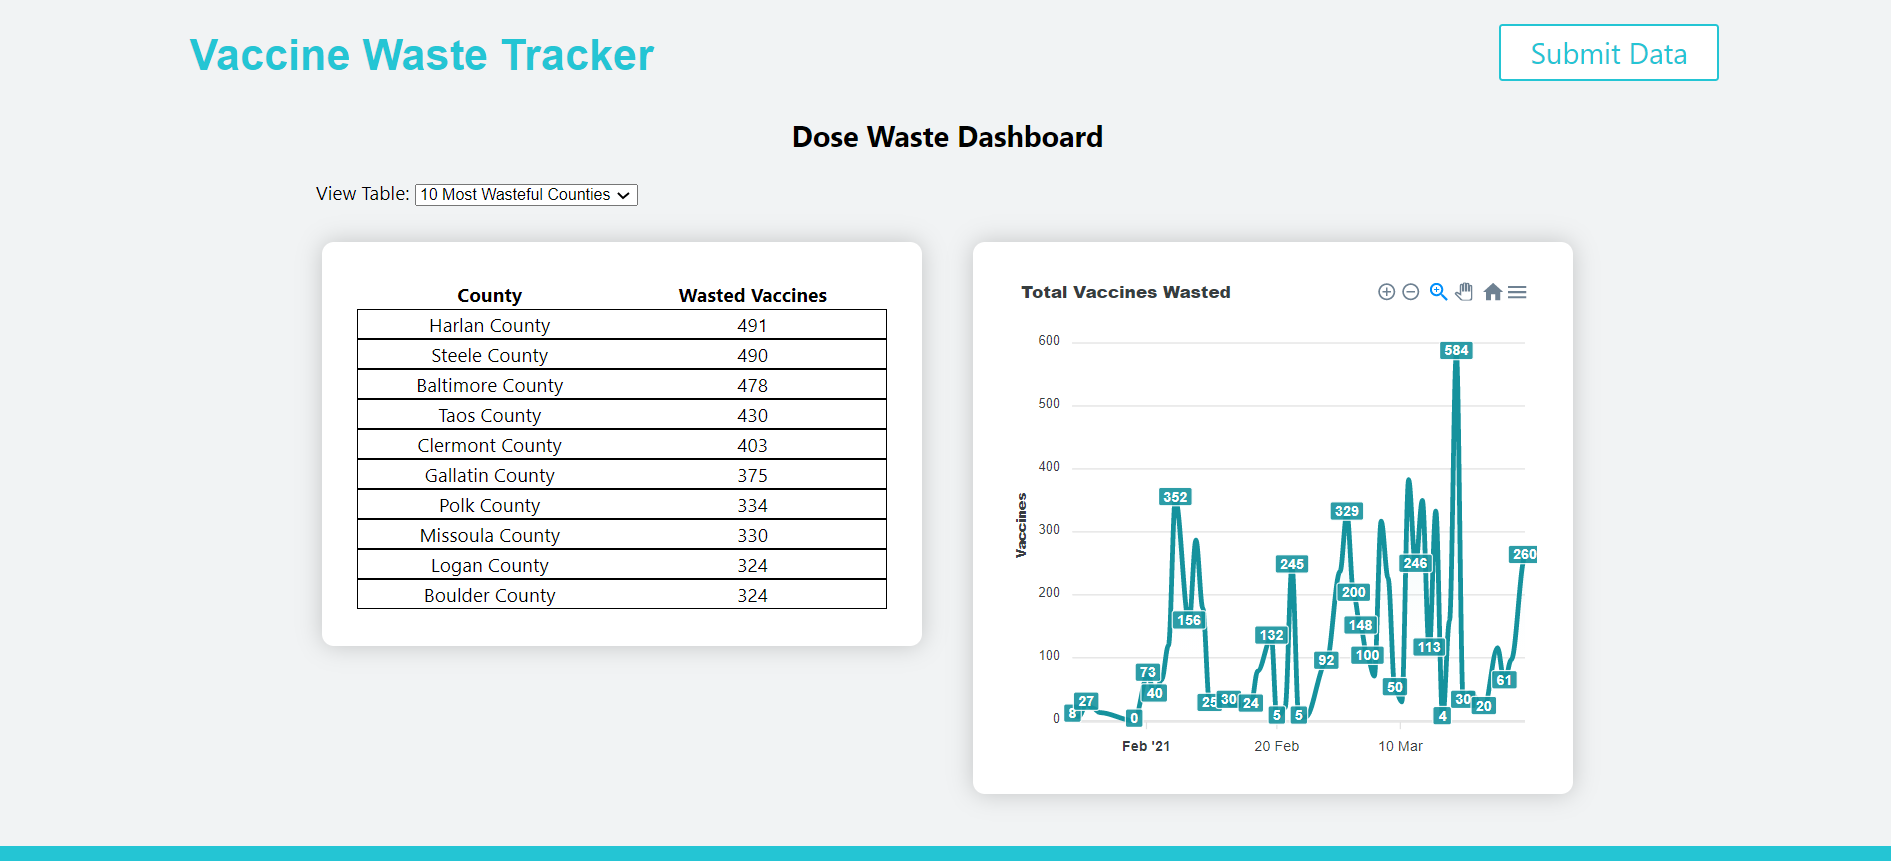 Vaccine Waste Tracker
Submit Data
Dose Waste Dashboard
View Table: 10 Most Wasteful Counties
County Wasted Vaccines
Harlan County 491
Steele County 490
Baltimore County 478
Taos County 430
Clermont County 403
Gallatin County 375
Polk County 334
Missoula County 330
Logan County 324
Boulder County 324
Total Vaccines Wasted
Vaccines
600
500
400
300
200
100
0
8
27
0
73
40
352
156
25
30
24
132
5
245
5
92
329
200
148
100
50
246
113
4
584
30
20
61
260
Feb '21
20 Feb
10 Mar